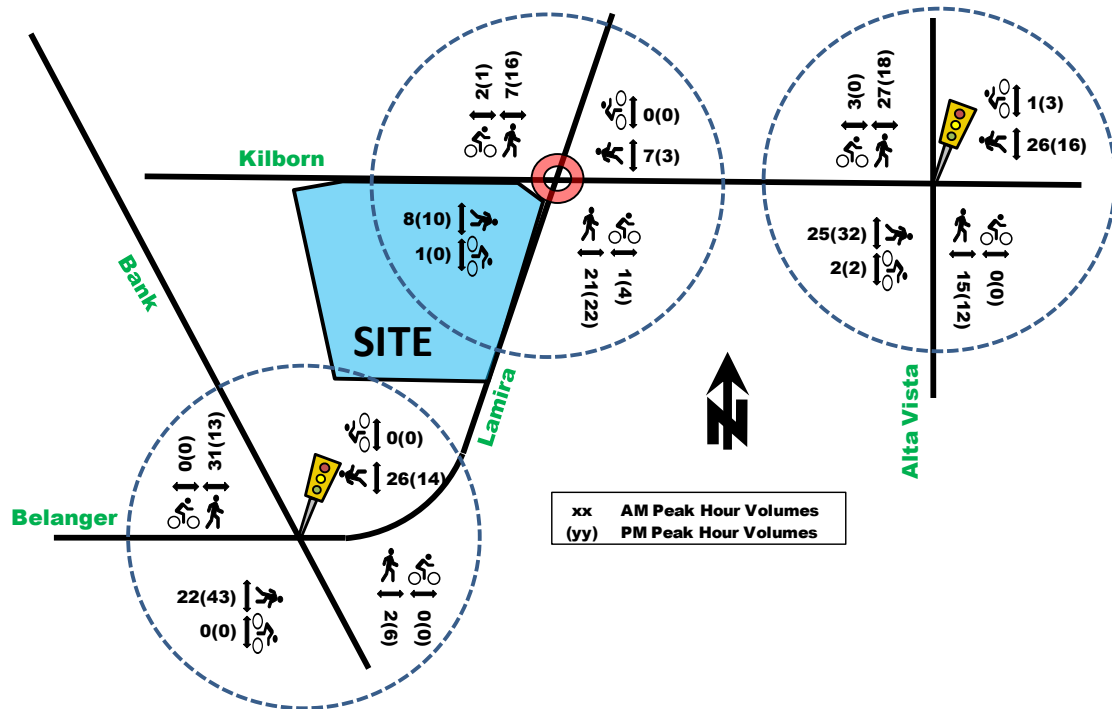 2(1)
7(16)
0(0)
7(3)
3(0)
27(18)
1(3)
26(16)
Kilborn
8(10)
1(0)
21(22)
1(4)
25(32)
2(2)
15(12)
0(0)
Bank
SITE
Lamira
N
Alta Vista
0(0)
31(13)
0(0)
26(14)
Belanger
xx AM Peak Hour Volumes
(yy) PM Peak Hour Volumes
22(43)
0(0)
2(6)
0(0)